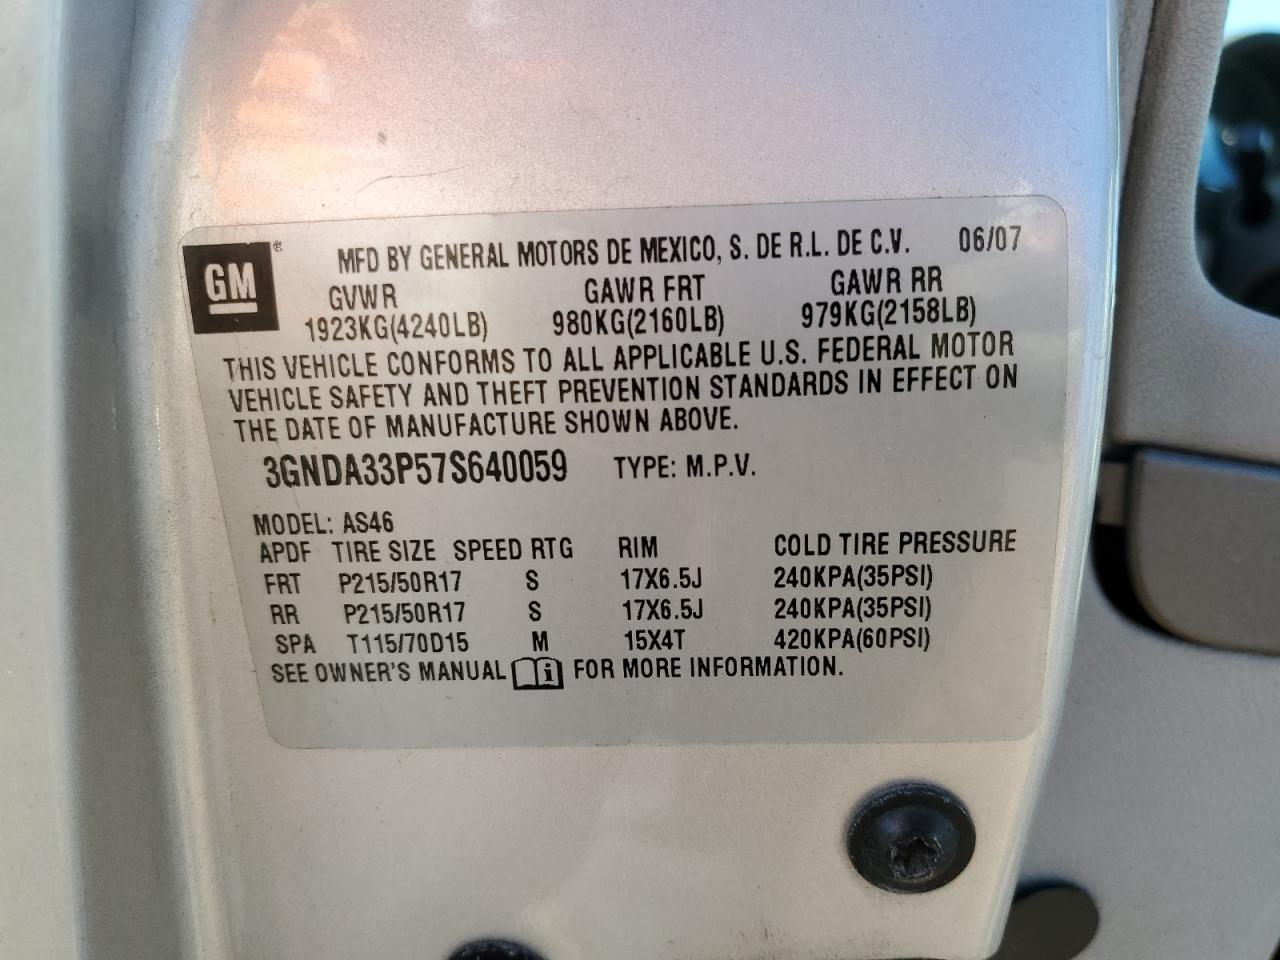 GM ® MFD BY GENERAL MOTORS DE MEXICO, S. DE R.L. DE C.V. 06/07
GVWR GAWR FRT GAWR RR
1923KG(4240LB) 980KG(2160LB) 979KG(2158LB)
THIS VEHICLE CONFORMS TO ALL APPLICABLE U.S. FEDERAL MOTOR
VEHICLE SAFETY AND THEFT PREVENTION STANDARDS IN EFFECT ON
THE DATE OF MANUFACTURE SHOWN ABOVE.
3GNDA33P57S640059 TYPE: M.P.V.
MODEL: AS46
APDF TIRE SIZE SPEED RTG RIM COLD TIRE PRESSURE
FRT P215/50R17 S 17X6.5J 240KPA(35PSI)
RR P215/50R17 S 17X6.5J 240KPA(35PSI)
SPA T115/70D15 M 15X4T 420KPA(60PSI)
SEE OWNER'S MANUAL i FOR MORE INFORMATION.